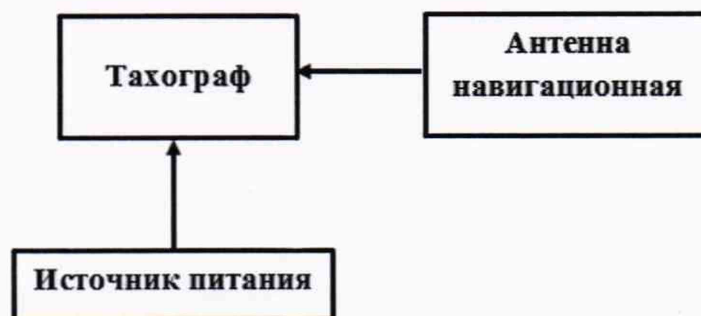 Тахограф
Антенна
навигационная
Источник питания